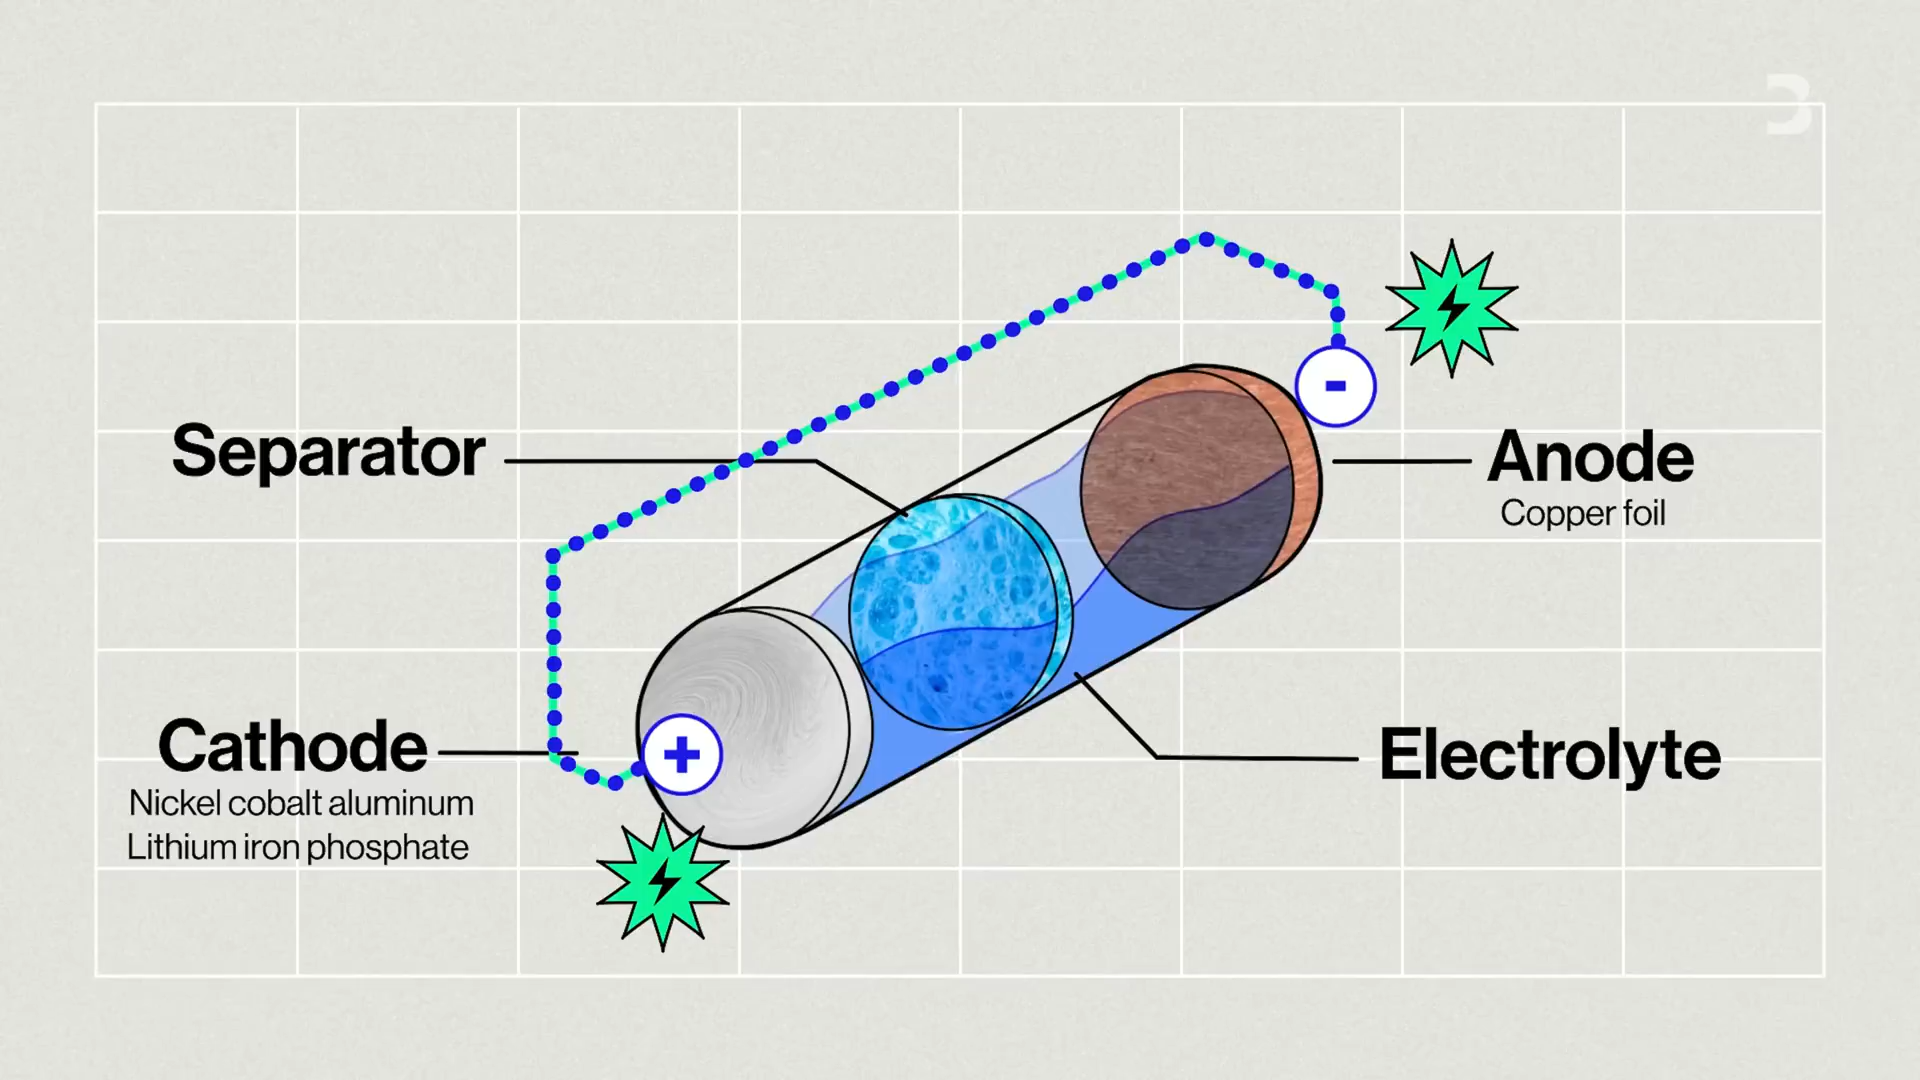 Separator
Anode
Copper foil
Cathode
Nickel cobalt aluminum
Lithium iron phosphate
Electrolyte
+
-